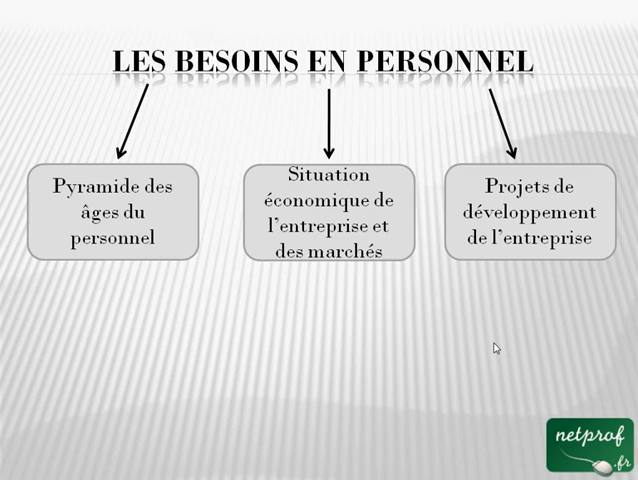 LES BESOINS EN PERSONNEL
Pyramide des
âges du
personnel
Situation
économique de
l'entreprise et
des marchés
Projets de
développement
de l'entreprise
netprof
.fr